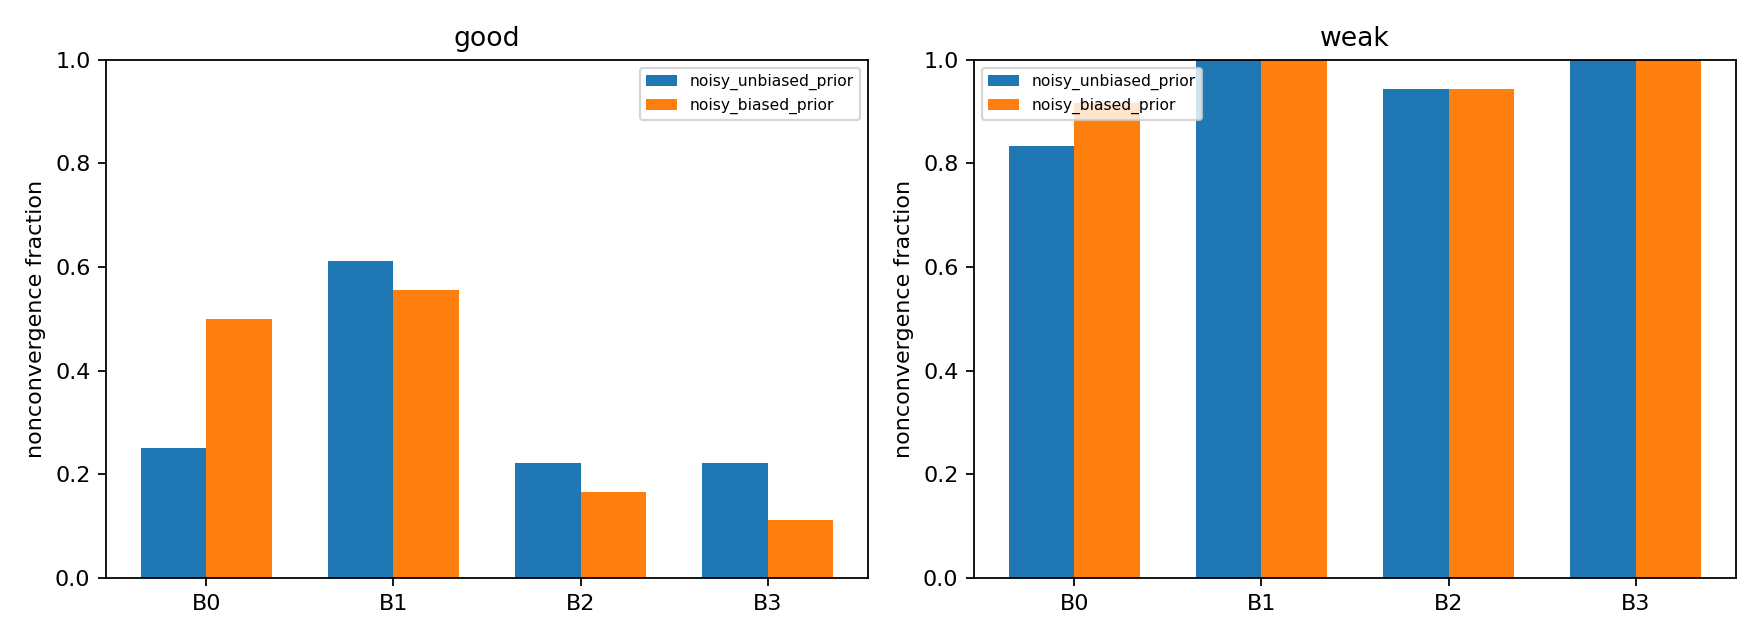 good
nonconvergence fraction
1.0
0.8
0.6
0.4
0.2
0.0
noisy_unbiased_prior
noisy_biased_prior
B0 B1 B2 B3
weak
nonconvergence fraction
1.0
0.8
0.6
0.4
0.2
0.0
noisy_unbiased_prior
noisy_biased_prior
B0 B1 B2 B3